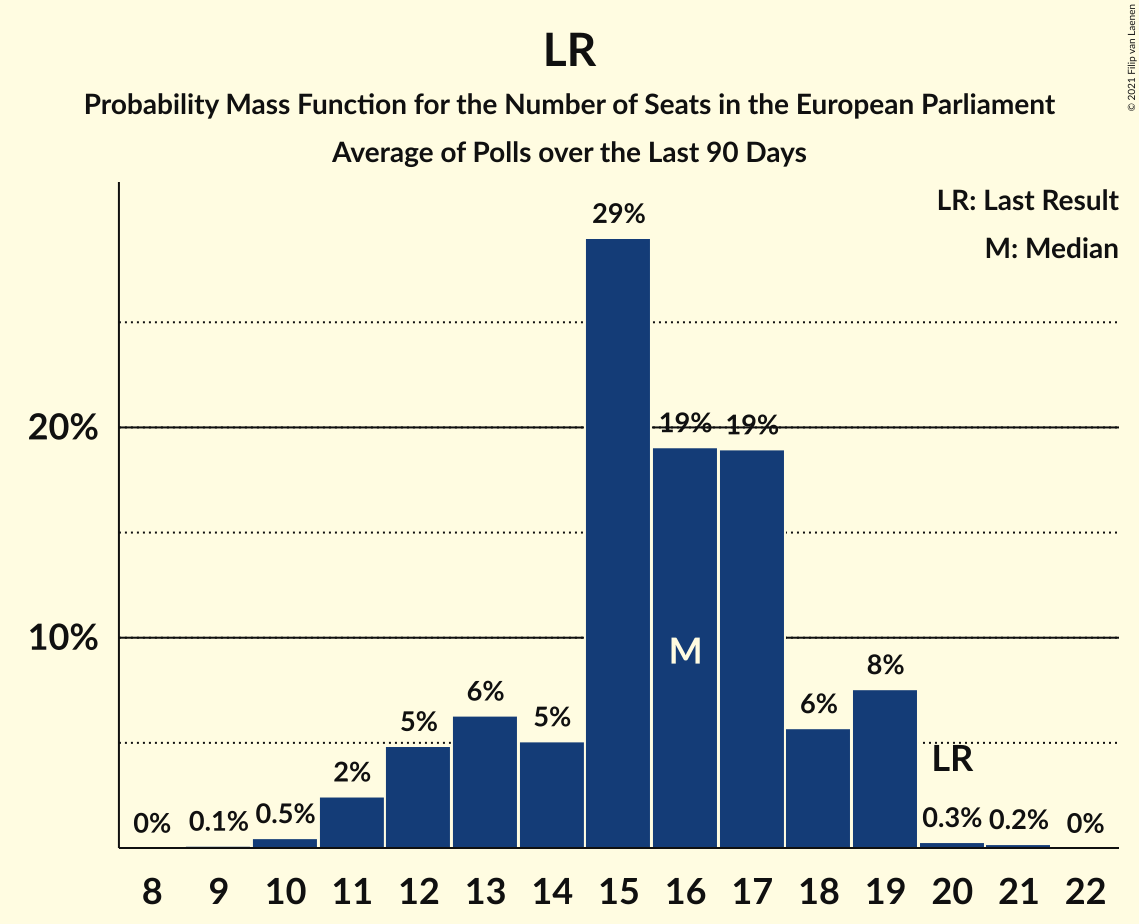 LR
Probability Mass Function for the Number of Seats in the European Parliament
Average of Polls over the Last 90 Days
© 2021 Filip van Laenen
LR: Last Result
M: Median
20%
10%
0%
0.1%
0.5%
2%
5%
6%
5%
29%
19%
19%
6%
8%
0.3%
0.2%
0%
M
LR
8 9 10 11 12 13 14 15 16 17 18 19 20 21 22